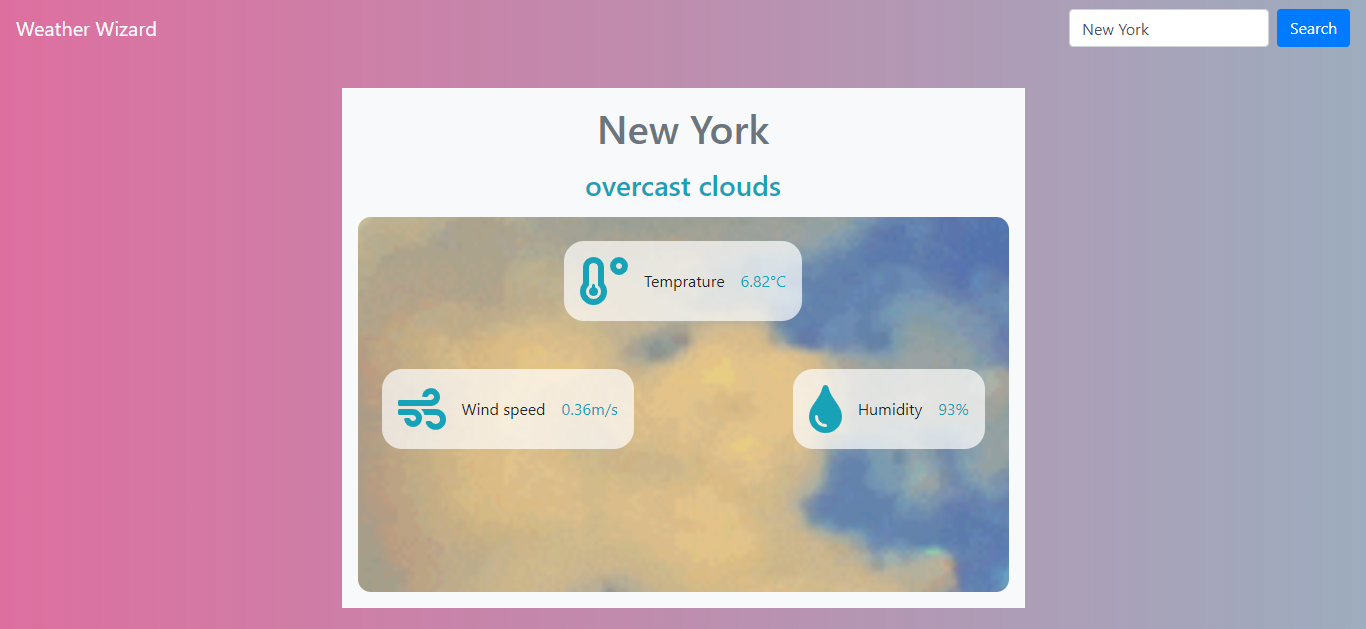 Weather Wizard
New York
Search
New York
overcast clouds
Temprature 6.82°C
Wind speed 0.36m/s
Humidity 93%